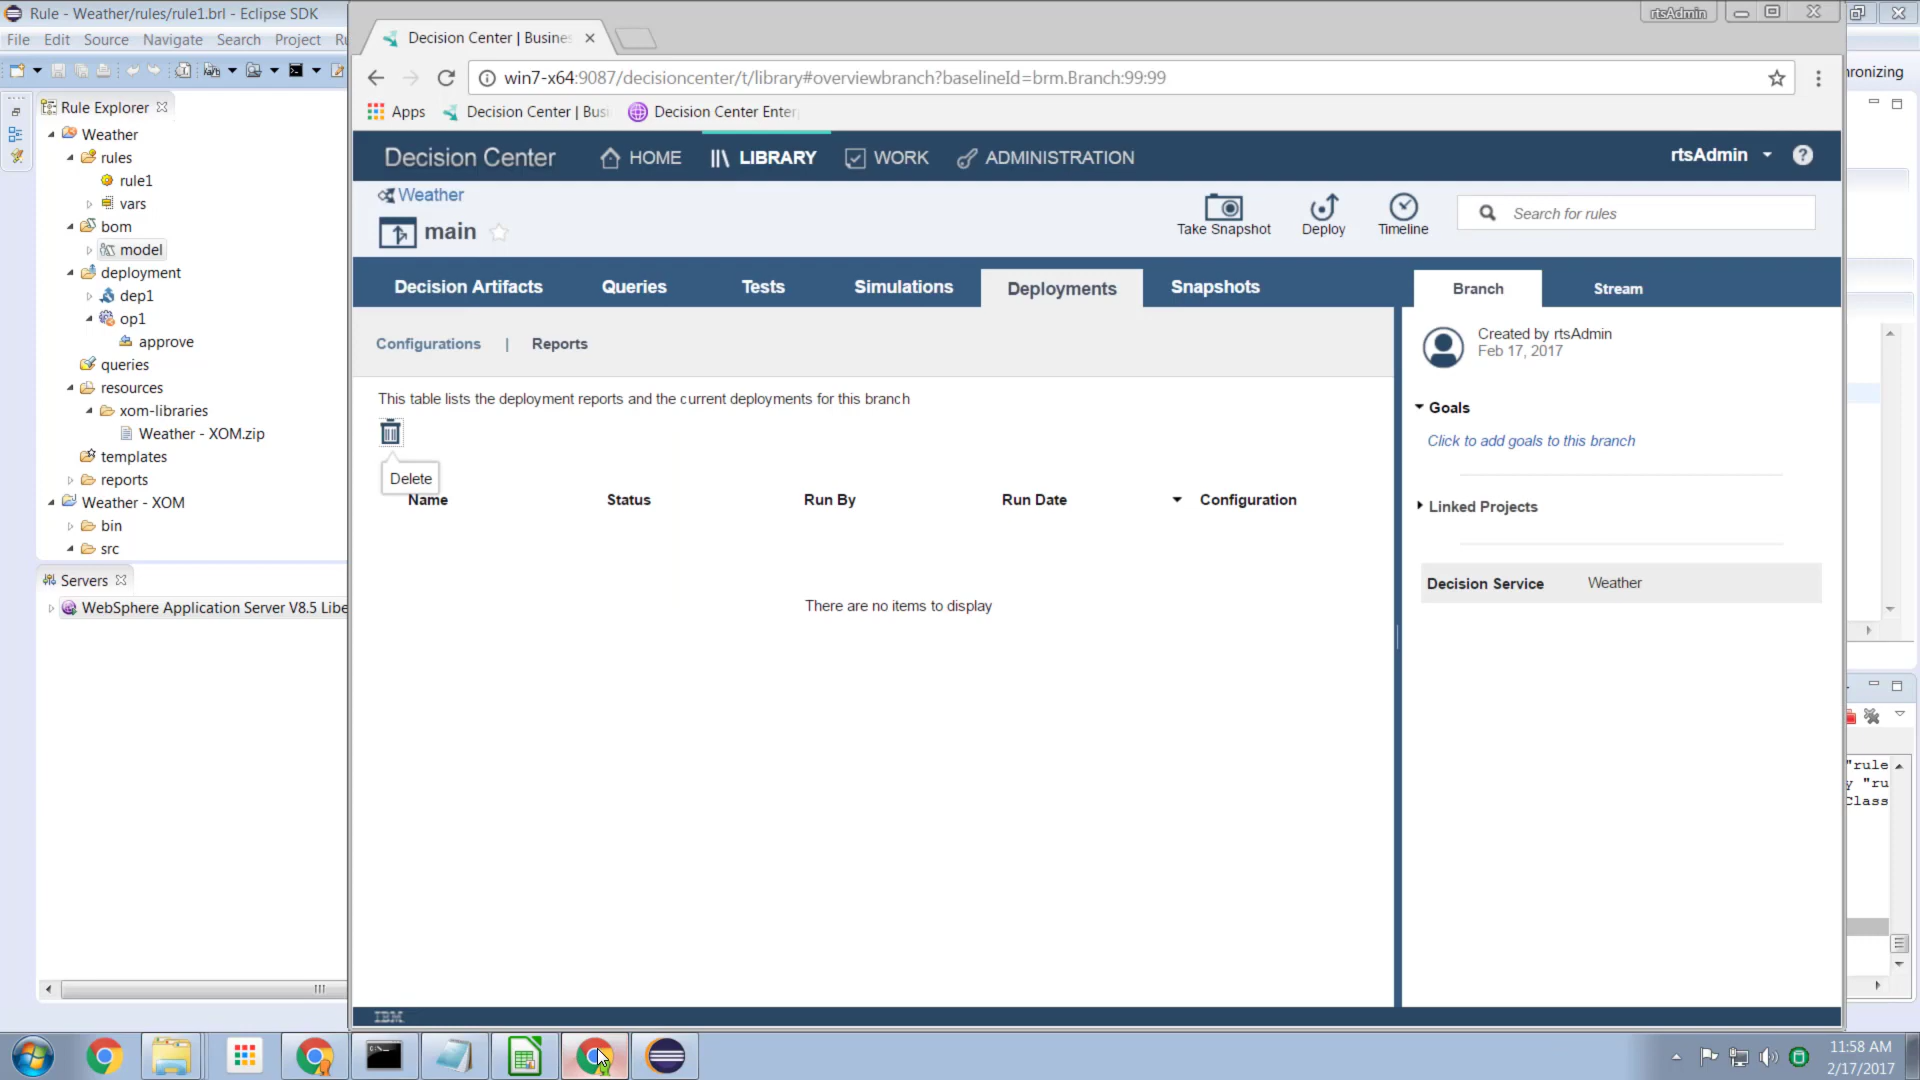 Rule - Weather/rules/rule1.brl - Eclipse SDK
File Edit Source Navigate Search Project
Rule Explorer
Weather
rules
rule1
vars
bom
model
deployment
dep1
op1
approve
queries
resources
xom-libraries
Weather - XOM.zip
templates
reports
Weather - XOM
bin
src
Servers
WebSphere Application Server V8.5 Libe
rtsAdmin
Decision Center | Busines
win7-x64:9087/decisioncenter/t/library#overviewbranch?baselineId=brm.Branch:99:99
Apps Decision Center | Bus Decision Center Enter
Decision Center HOME LIBRARY WORK ADMINISTRATION rtsAdmin ?
Weather
main
Take Snapshot Deploy Timeline Search for rules
Decision Artifacts Queries Tests Simulations Deployments Snapshots
Branch Stream
Configurations | Reports
This table lists the deployment reports and the current deployments for this branch
Delete
Name Status Run By Run Date Configuration
There are no items to display
Created by rtsAdmin
Feb 17, 2017
Goals
Click to add goals to this branch
Linked Projects
Decision Service Weather
IBM
ronizing
"rule
y "ru
Class
11:58 AM
2/17/2017